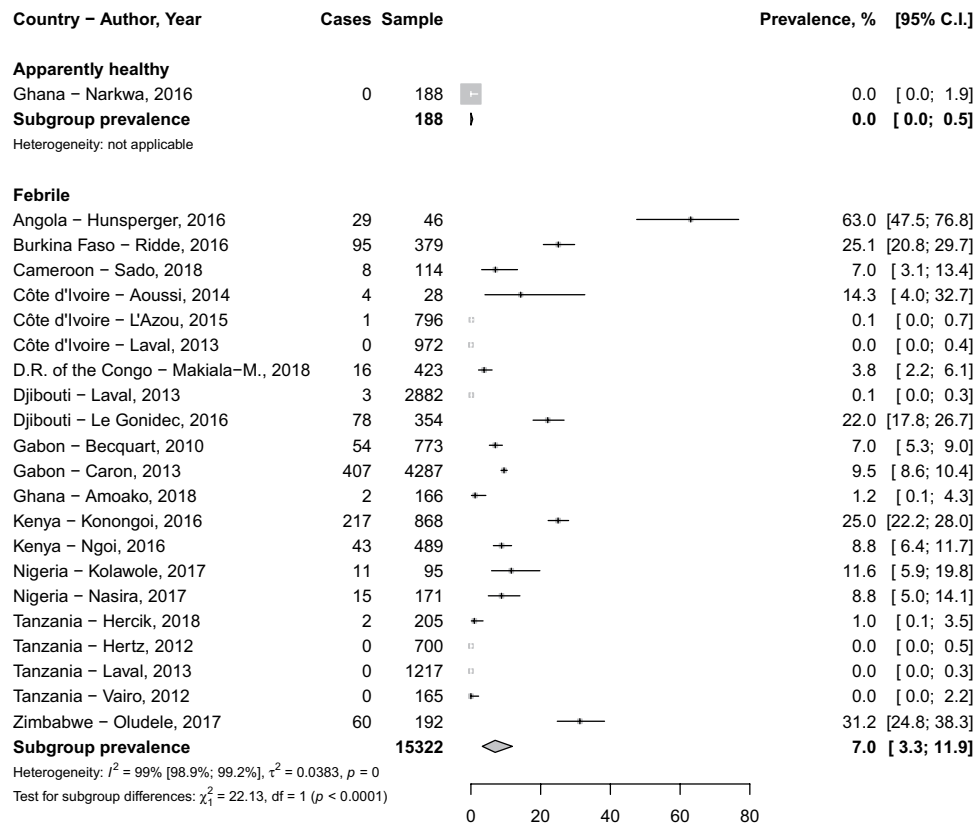 Country − Author, Year Cases Sample Prevalence, % [95% C.I.]
Apparently healthy
Ghana − Narkwa, 2016 0 188 0.0 [ 0.0; 1.9]
Subgroup prevalence 188 0.0 [ 0.0; 0.5]
Heterogeneity: not applicable
Febrile
Angola − Hunsperger, 2016 29 46 63.0 [47.5; 76.8]
Burkina Faso − Ridde, 2016 95 379 25.1 [20.8; 29.7]
Cameroon − Sado, 2018 8 114 7.0 [ 3.1; 13.4]
Côte d'Ivoire − Aoussi, 2014 4 28 14.3 [ 4.0; 32.7]
Côte d'Ivoire − L'Azou, 2015 1 796 0.1 [ 0.0; 0.7]
Côte d'Ivoire − Laval, 2013 0 972 0.0 [ 0.0; 0.4]
D.R. of the Congo − Makiala−M., 2018 16 423 3.8 [ 2.2; 6.1]
Djibouti − Laval, 2013 3 2882 0.1 [ 0.0; 0.3]
Djibouti − Le Gonidec, 2016 78 354 22.0 [17.8; 26.7]
Gabon − Becquart, 2010 54 773 7.0 [ 5.3; 9.0]
Gabon − Caron, 2013 407 4287 9.5 [ 8.6; 10.4]
Ghana − Amoako, 2018 2 166 1.2 [ 0.1; 4.3]
Kenya − Konongoi, 2016 217 868 25.0 [22.2; 28.0]
Kenya − Ngoi, 2016 43 489 8.8 [ 6.4; 11.7]
Nigeria − Kolawole, 2017 11 95 11.6 [ 5.9; 19.8]
Nigeria − Nasira, 2017 15 171 8.8 [ 5.0; 14.1]
Tanzania − Hercik, 2018 2 205 1.0 [ 0.1; 3.5]
Tanzania − Hertz, 2012 0 700 0.0 [ 0.0; 0.5]
Tanzania − Laval, 2013 0 1217 0.0 [ 0.0; 0.3]
Tanzania − Vairo, 2012 0 165 0.0 [ 0.0; 2.2]
Zimbabwe − Oludele, 2017 60 192 31.2 [24.8; 38.3]
Subgroup prevalence 15322 7.0 [ 3.3; 11.9]
Heterogeneity: I² = 99% [98.9%; 99.2%], τ² = 0.0383, p = 0
Test for subgroup differences: χ²₁ = 22.13, df = 1 (p < 0.0001)
0 20 40 60 80